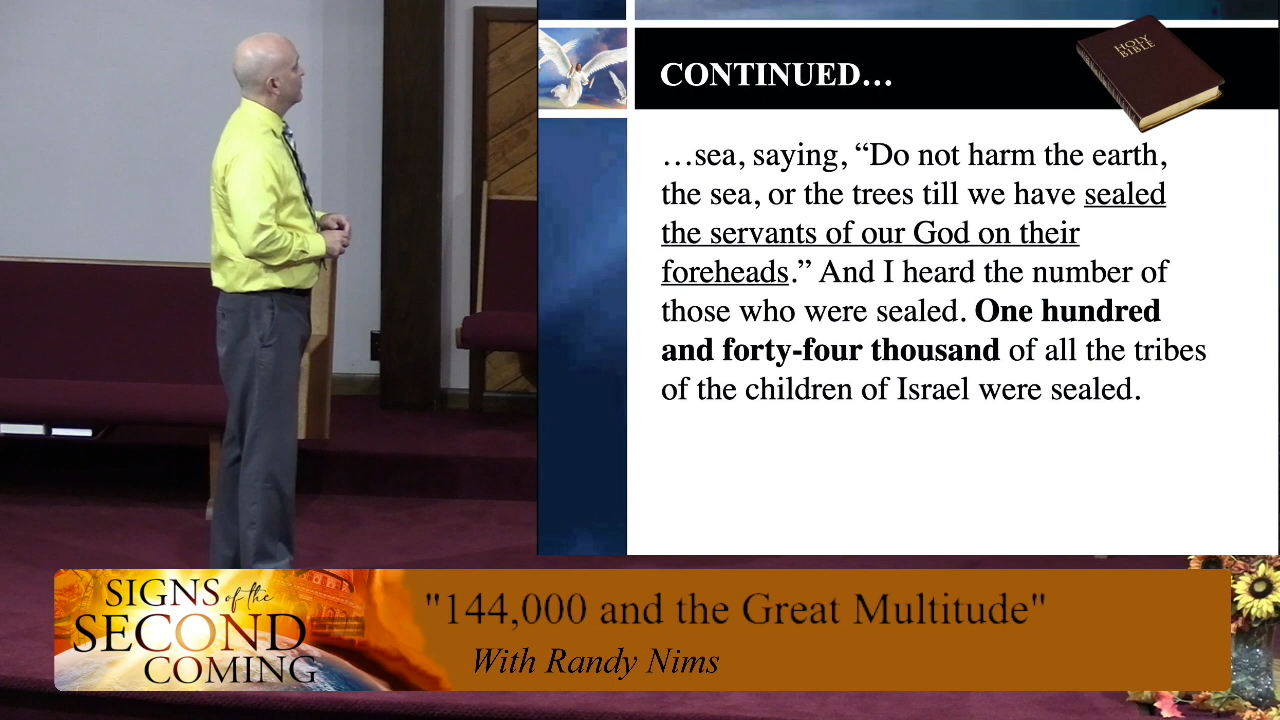 HOLY
BIBLE
CONTINUED…
…sea, saying, “Do not harm the earth,
the sea, or the trees till we have sealed
the servants of our God on their
foreheads.” And I heard the number of
those who were sealed. One hundred
and forty-four thousand of all the tribes
of the children of Israel were sealed.
SIGNS of the
SECOND
COMING
"144,000 and the Great Multitude"
With Randy Nims